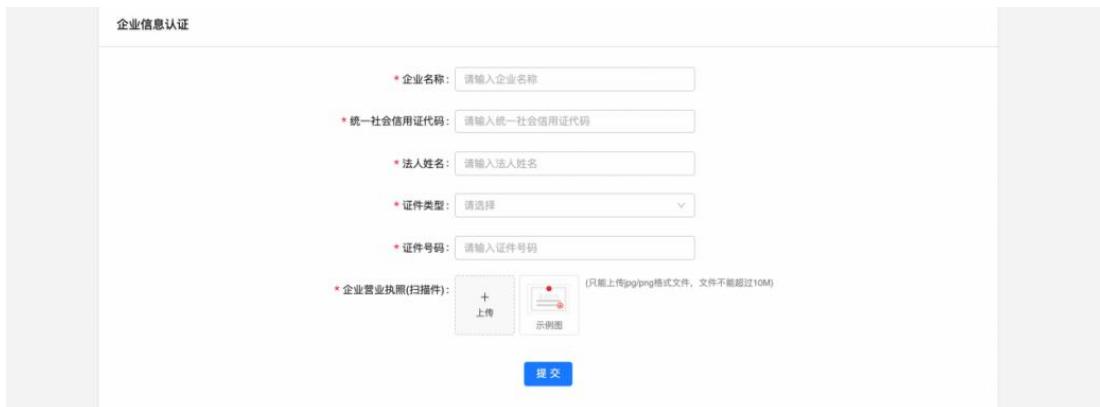 企业信息认证
* 企业名称: 请输入企业名称
* 统一社会信用证代码: 请输入统一社会信用证代码
* 法人姓名: 请输入法人姓名
* 证件类型: 请选择
* 证件号码: 请输入证件号码
* 企业营业执照(扫描件): (只能上传jpg/png格式文件，文件不能超过10M)
+
上传
示例图
提 交